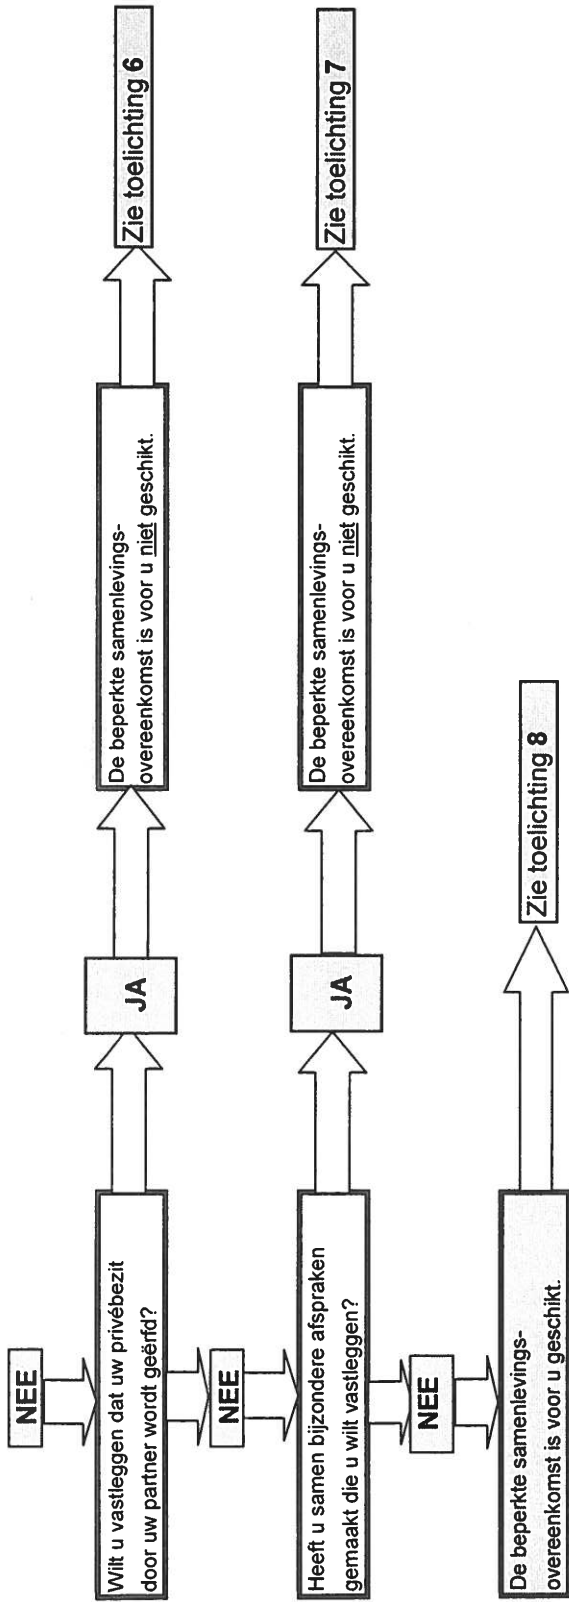 NEE
Wilt u vastleggen dat uw privébezit
door uw partner wordt geërfd?
JA
De beperkte samenlevings-
overeenkomst is voor u niet geschikt.
Zie toelichting 6
NEE
Heeft u samen bijzondere afspraken
gemaakt die u wilt vastleggen?
JA
De beperkte samenlevings-
overeenkomst is voor u niet geschikt.
Zie toelichting 7
NEE
De beperkte samenlevings-
overeenkomst is voor u geschikt.
Zie toelichting 8